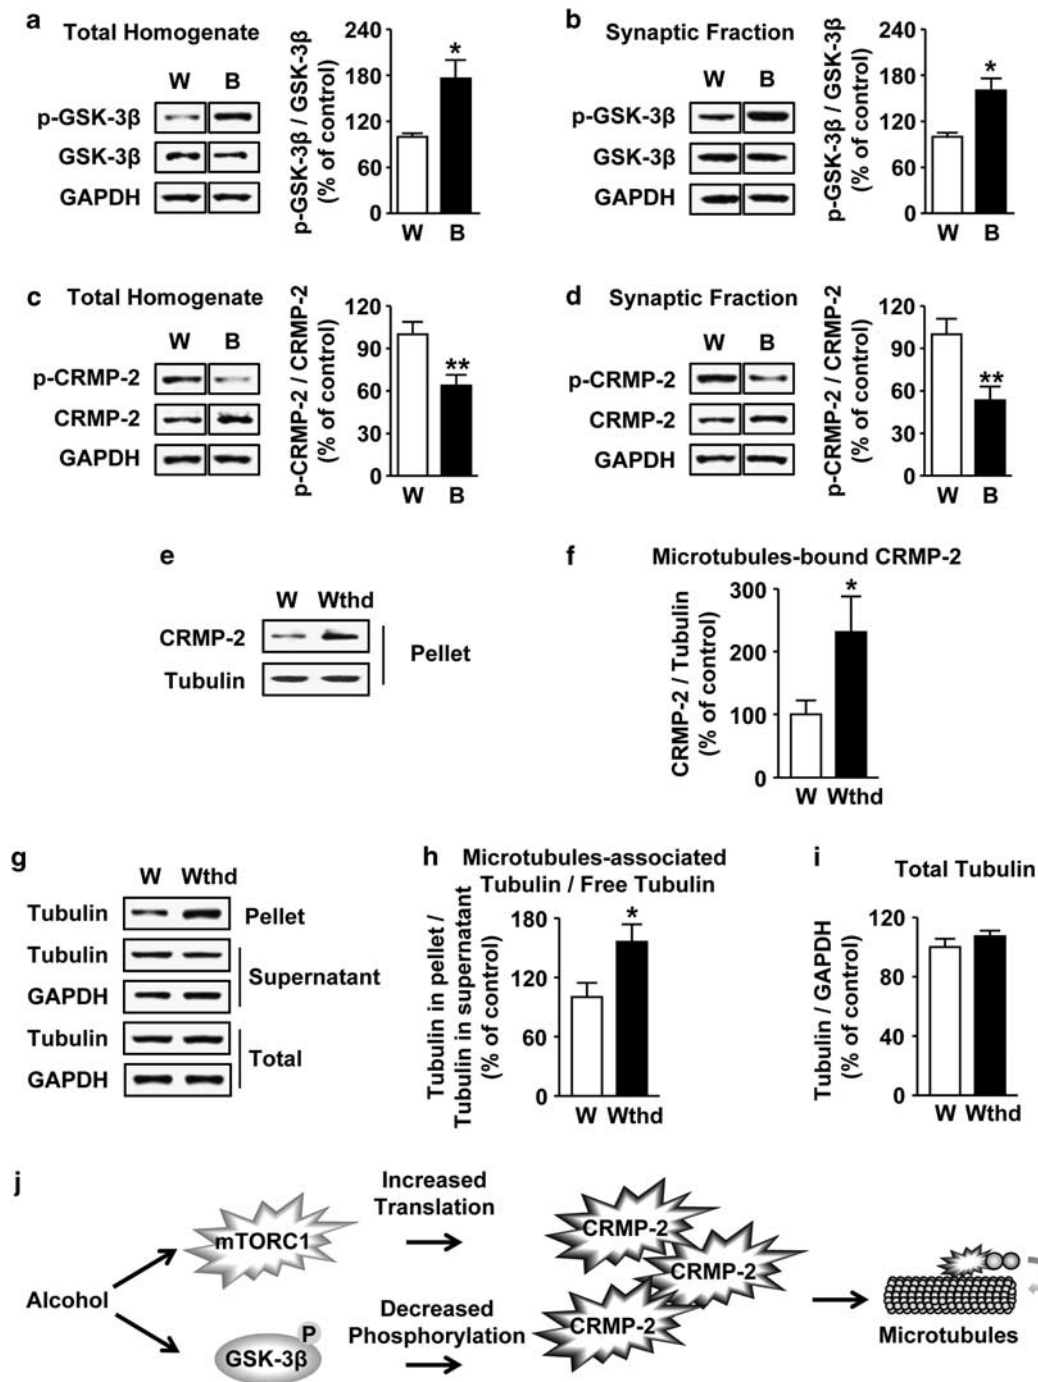 a Total Homogenate
W B
p-GSK-3β
GSK-3β
GAPDH
p-GSK-3β / GSK-3β
(% of control)
240
180
120
60
0
*
W B
b Synaptic Fraction
W B
p-GSK-3β
GSK-3β
GAPDH
p-GSK-3β / GSK-3β
(% of control)
240
180
120
60
0
*
W B
c Total Homogenate
W B
p-CRMP-2
CRMP-2
GAPDH
p-CRMP-2 / CRMP-2
(% of control)
120
90
60
30
0
**
W B
d Synaptic Fraction
W B
p-CRMP-2
CRMP-2
GAPDH
p-CRMP-2 / CRMP-2
(% of control)
120
90
60
30
0
**
W B
e
W Wthd
CRMP-2
Tubulin
Pellet
f Microtubules-bound CRMP-2
CRMP-2 / Tubulin
(% of control)
300
200
100
0
*
W Wthd
g
W Wthd
Tubulin Pellet
Tubulin
GAPDH
Supernatant
Tubulin
GAPDH
Total
h Microtubules-associated
Tubulin / Free Tubulin
Tubulin in pellet /
Tubulin in supernatant
(% of control)
180
120
60
0
*
W Wthd
i Total Tubulin
Tubulin / GAPDH
(% of control)
120
80
40
0
W Wthd
j
Alcohol
mTORC1
Increased
Translation
P
GSK-3β
Decreased
Phosphorylation
CRMP-2
CRMP-2
CRMP-2
Microtubules